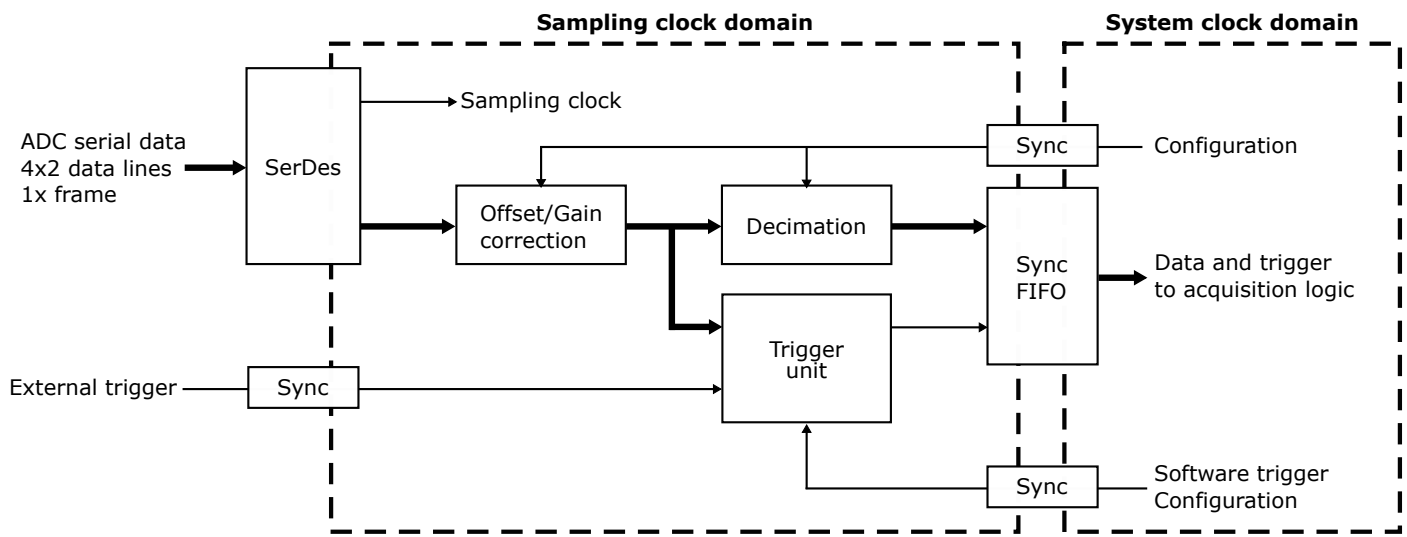 Sampling clock domain
System clock domain
Sampling clock
ADC serial data
4x2 data lines
1x frame
SerDes
Sync
Configuration
Offset/Gain
correction
Decimation
Sync
FIFO
Data and trigger
to acquisition logic
Trigger
unit
External trigger
Sync
Sync
Software trigger
Configuration